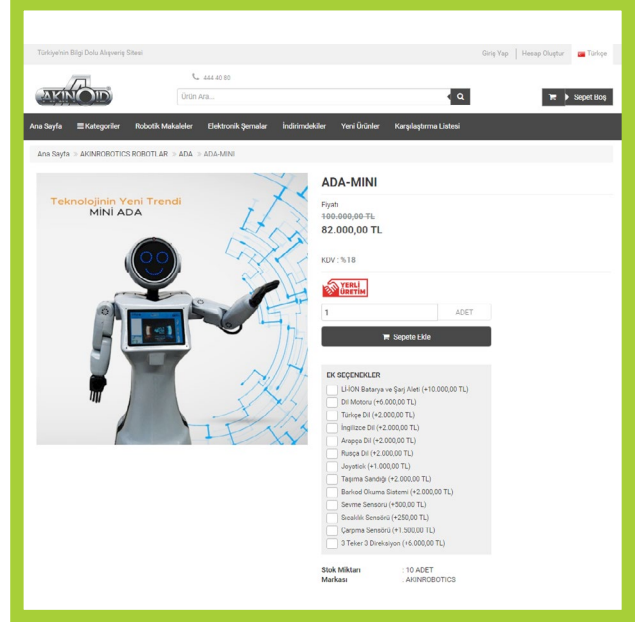 Türkiye'nin Bilgi Dolu Alışveriş Sitesi
Giriş Yap
Hesap Oluştur
Türkçe
AKINOID
444 40 80
Ürün Ara...
Sepet Boş
Ana Sayfa
Kategoriler
Robotik Makaleler
Elektronik Şemalar
İndirimdekiler
Yeni Ürünler
Karşılaştırma Listesi
Ana Sayfa » AKINROBOTICS ROBOTLAR » ADA » ADA-MINI
Teknolojinin Yeni Trendi
MİNİ ADA
ADA-MINI
Fiyatı
100.000,00 TL
82.000,00 TL
KDV : %18
YERLİ
ÜRETİM
1 ADET
Sepete Ekle
EK SEÇENEKLER
Lİ-İON Batarya ve Şarj Aleti (+10.000,00 TL)
Dil Motoru (+6.000,00 TL)
Türkçe Dil (+2.000,00 TL)
İngilizce Dil (+2.000,00 TL)
Arapça Dil (+2.000,00 TL)
Rusça Dil (+2.000,00 TL)
Joystick (+1.000,00 TL)
Taşıma Sandığı (+2.000,00 TL)
Barkod Okuma Sistemi (+2.000,00 TL)
Sevme Sensörü (+500,00 TL)
Sıcaklık Sensörü (+250,00 TL)
Çarpma Sensörü (+1.500,00 TL)
3 Teker 3 Direksiyon (+6.000,00 TL)
Stok Miktarı : 10 ADET
Markası : AKINROBOTICS